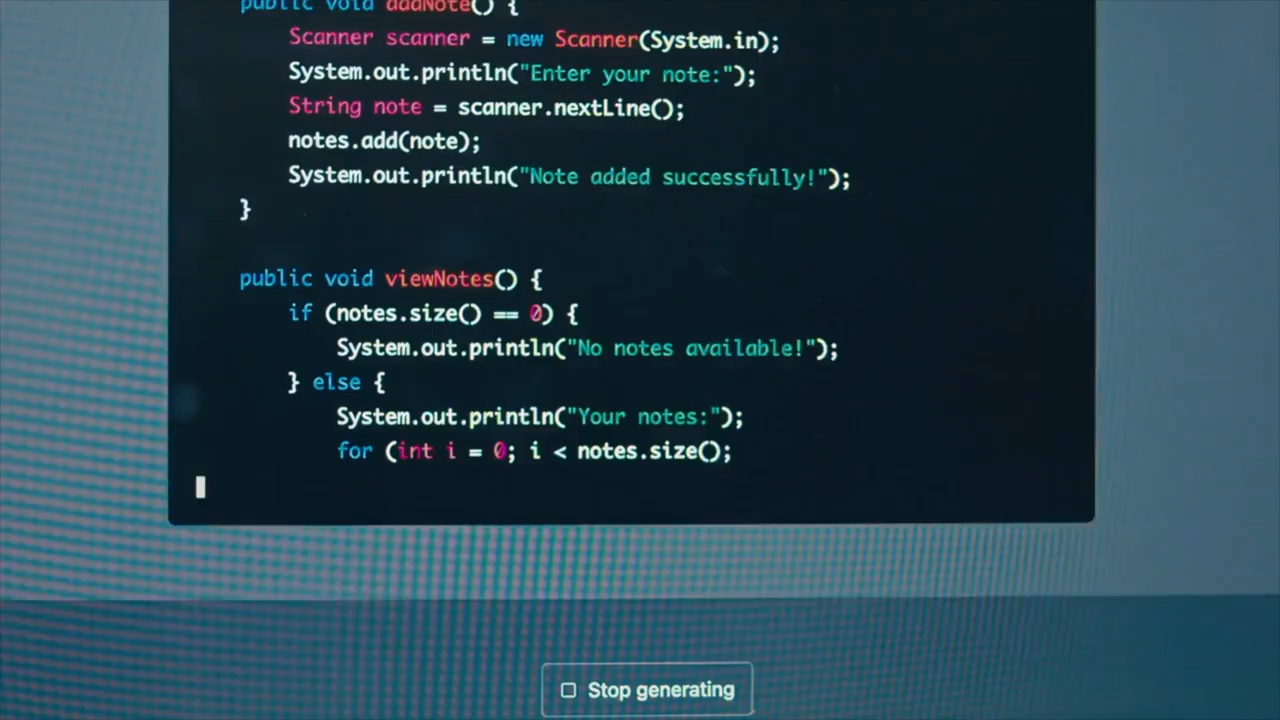 public void addNote() {
Scanner scanner = new Scanner(System.in);
System.out.println("Enter your note:");
String note = scanner.nextLine();
notes.add(note);
System.out.println("Note added successfully!");
}
public void viewNotes() {
if (notes.size() == 0) {
System.out.println("No notes available!");
} else {
System.out.println("Your notes:");
for (int i = 0; i < notes.size();
Stop generating